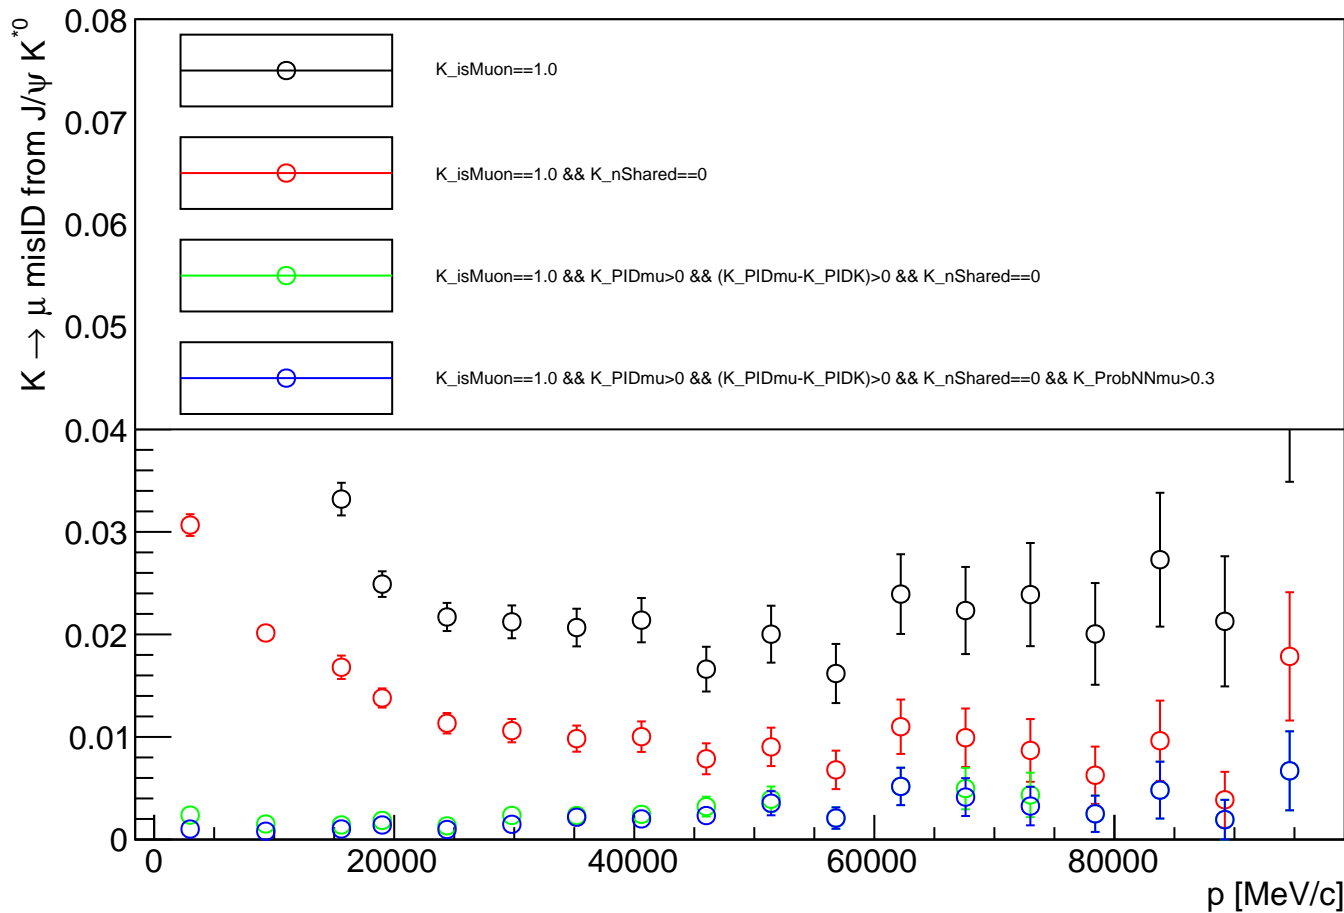 K → μ misID from J/ψ K*0
0.08
0.07
0.06
0.05
0.04
0.03
0.02
0.01
0
K_isMuon==1.0
K_isMuon==1.0 && K_nShared==0
K_isMuon==1.0 && K_PIDmu>0 && (K_PIDmu-K_PIDK)>0 && K_nShared==0
K_isMuon==1.0 && K_PIDmu>0 && (K_PIDmu-K_PIDK)>0 && K_nShared==0 && K_ProbNNmu>0.3
0 20000 40000 60000 80000
p [MeV/c]